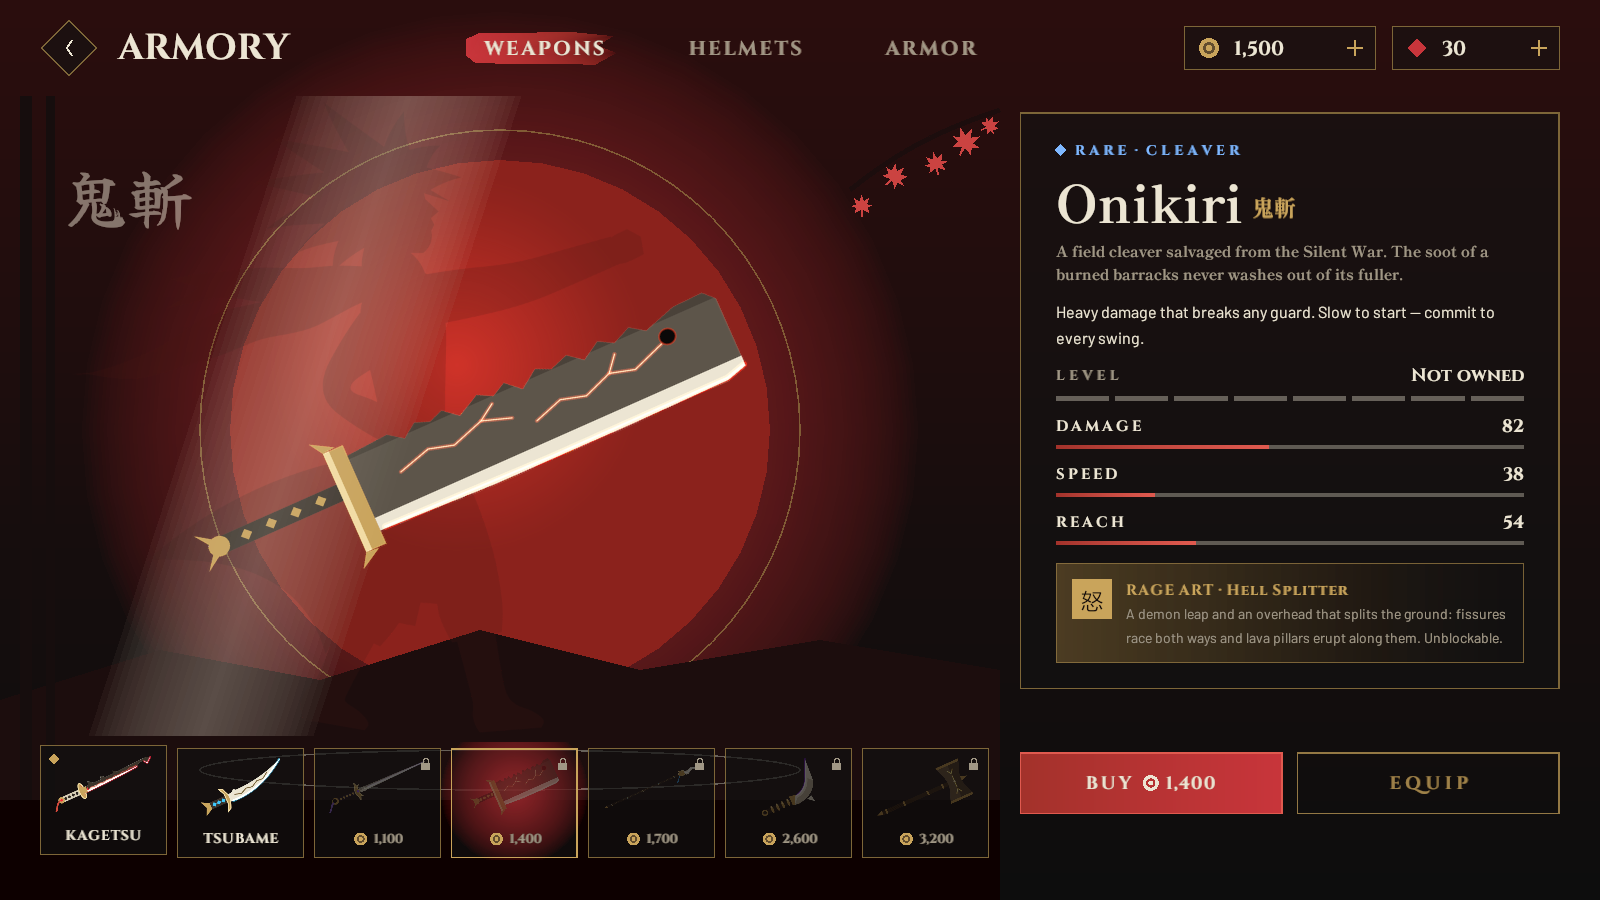 ARMORY
WEAPONS
HELMETS
ARMOR
1,500
30
鬼斬
RARE · CLEAVER
Onikiri 鬼斬
A field cleaver salvaged from the Silent War. The soot of a
burned barracks never washes out of its fuller.
Heavy damage that breaks any guard. Slow to start — commit to
every swing.
LEVEL
NOT OWNED
DAMAGE
82
SPEED
38
REACH
54
怒
RAGE ART · HELL SPLITTER
A demon leap and an overhead that splits the ground: fissures
race both ways and lava pillars erupt along them. Unblockable.
KAGETSU
TSUBAME
1,100
1,400
1,700
2,600
3,200
BUY 1,400
EQUIP